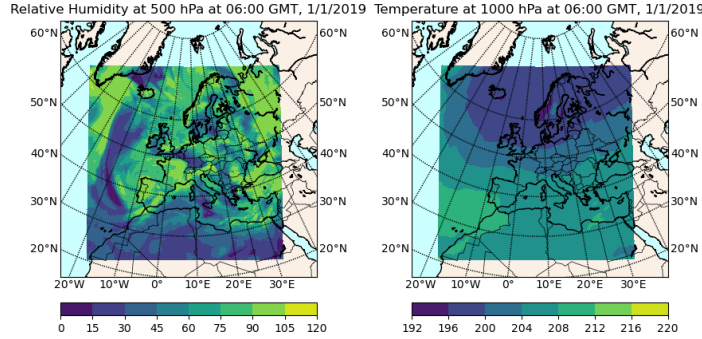 Relative Humidity at 500 hPa at 06:00 GMT, 1/1/2019
Temperature at 1000 hPa at 06:00 GMT, 1/1/2019
60°N 60°N 60°N 60°N
50°N 50°N 50°N 50°N
40°N 40°N 40°N 40°N
30°N 30°N 30°N 30°N
20°N 20°N 20°N 20°N
20°W 10°W 0° 10°E 20°E 30°E
20°W 10°W 0° 10°E 20°E 30°E
0 15 30 45 60 75 90 105 120
192 196 200 204 208 212 216 220